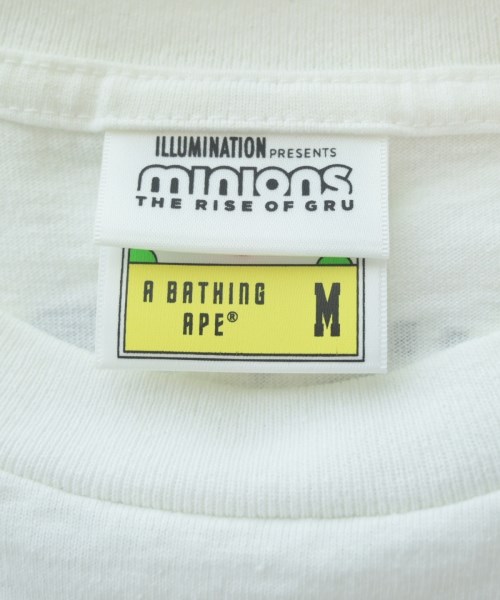 ILLUMINATION PRESENTS
minions
THE RISE OF GRU
A BATHING
APE®
M